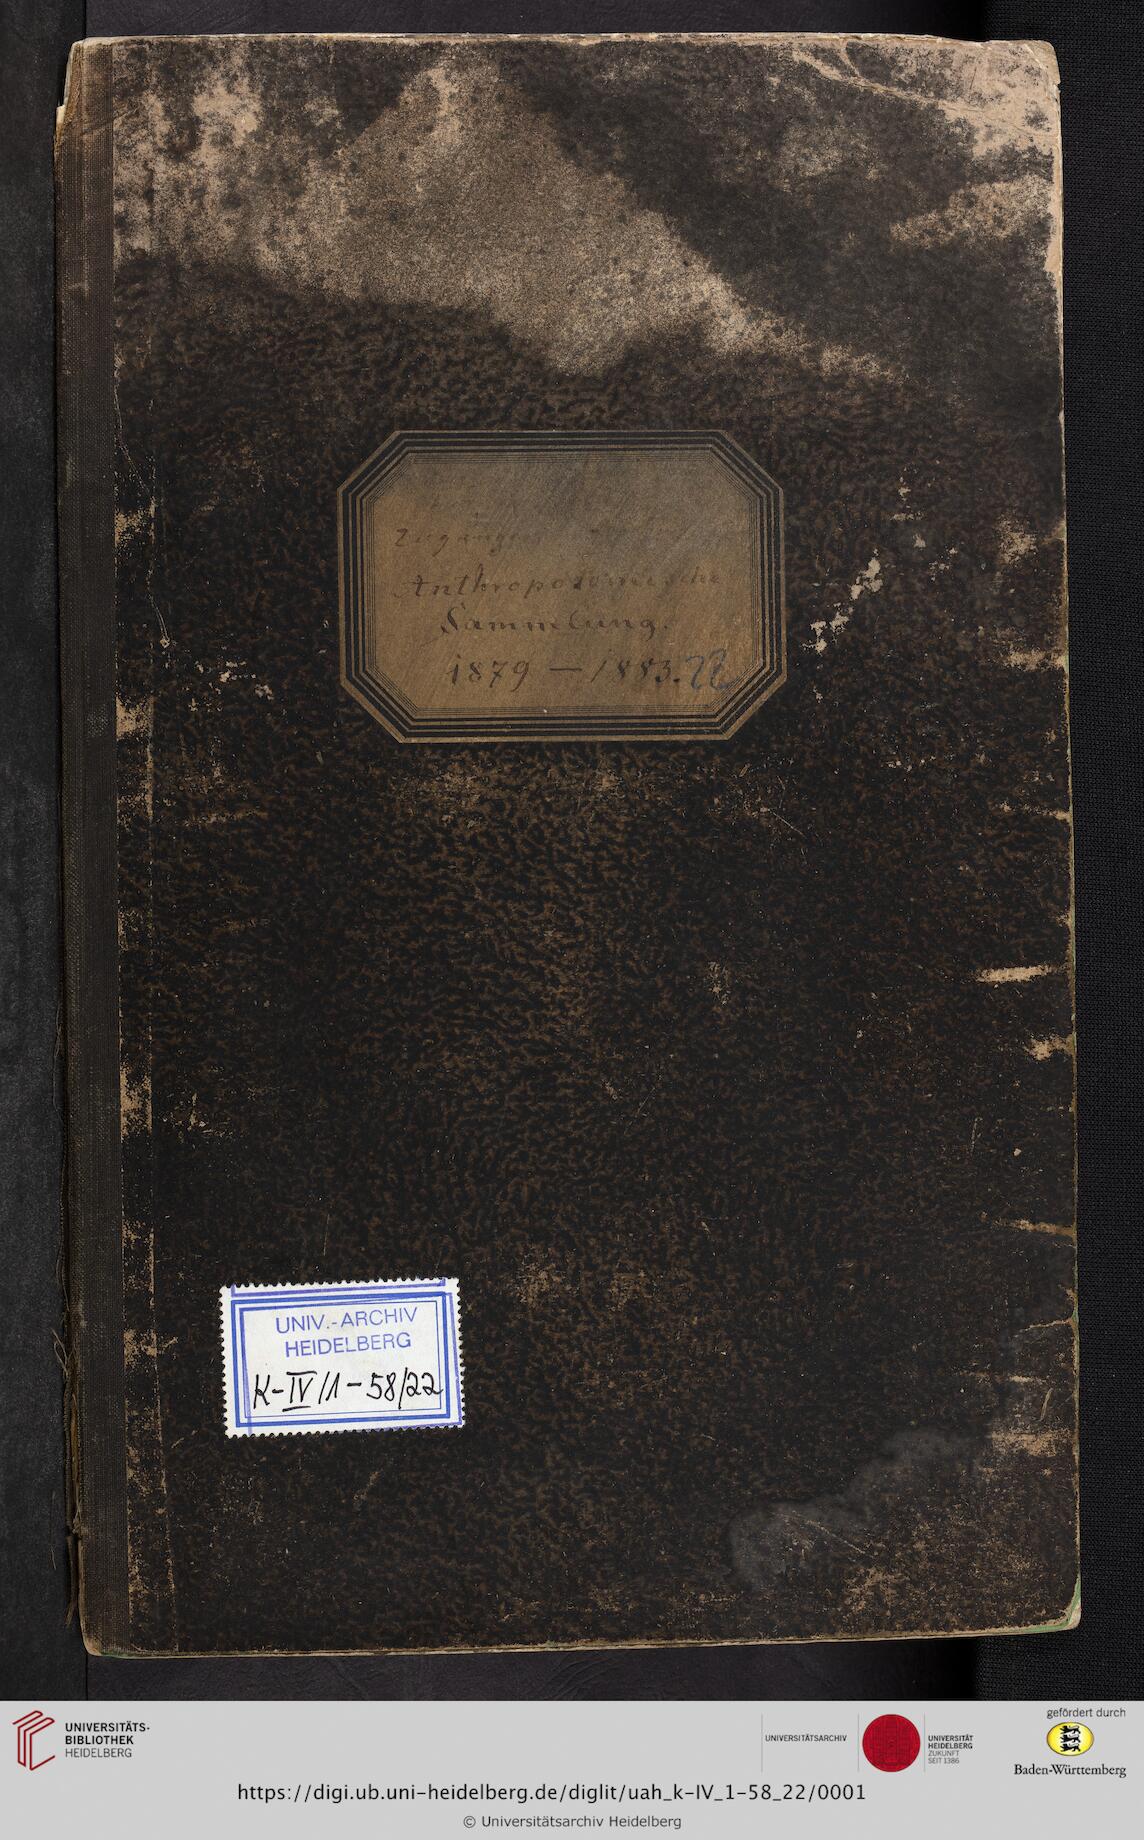 Zugänge
Anthropotomische
Sammlung.
1879 — 1883. 22
UNIV.-ARCHIV
HEIDELBERG
K-IV/1-58/22
UNIVERSITÄTS-
BIBLIOTHEK
HEIDELBERG
UNIVERSITÄTSARCHIV
UNIVERSITÄT
HEIDELBERG
ZUKUNFT
SEIT 1386
gefördert durch
Baden-Württemberg
https://digi.ub.uni-heidelberg.de/diglit/uah_k-IV_1-58_22/0001
© Universitätsarchiv Heidelberg